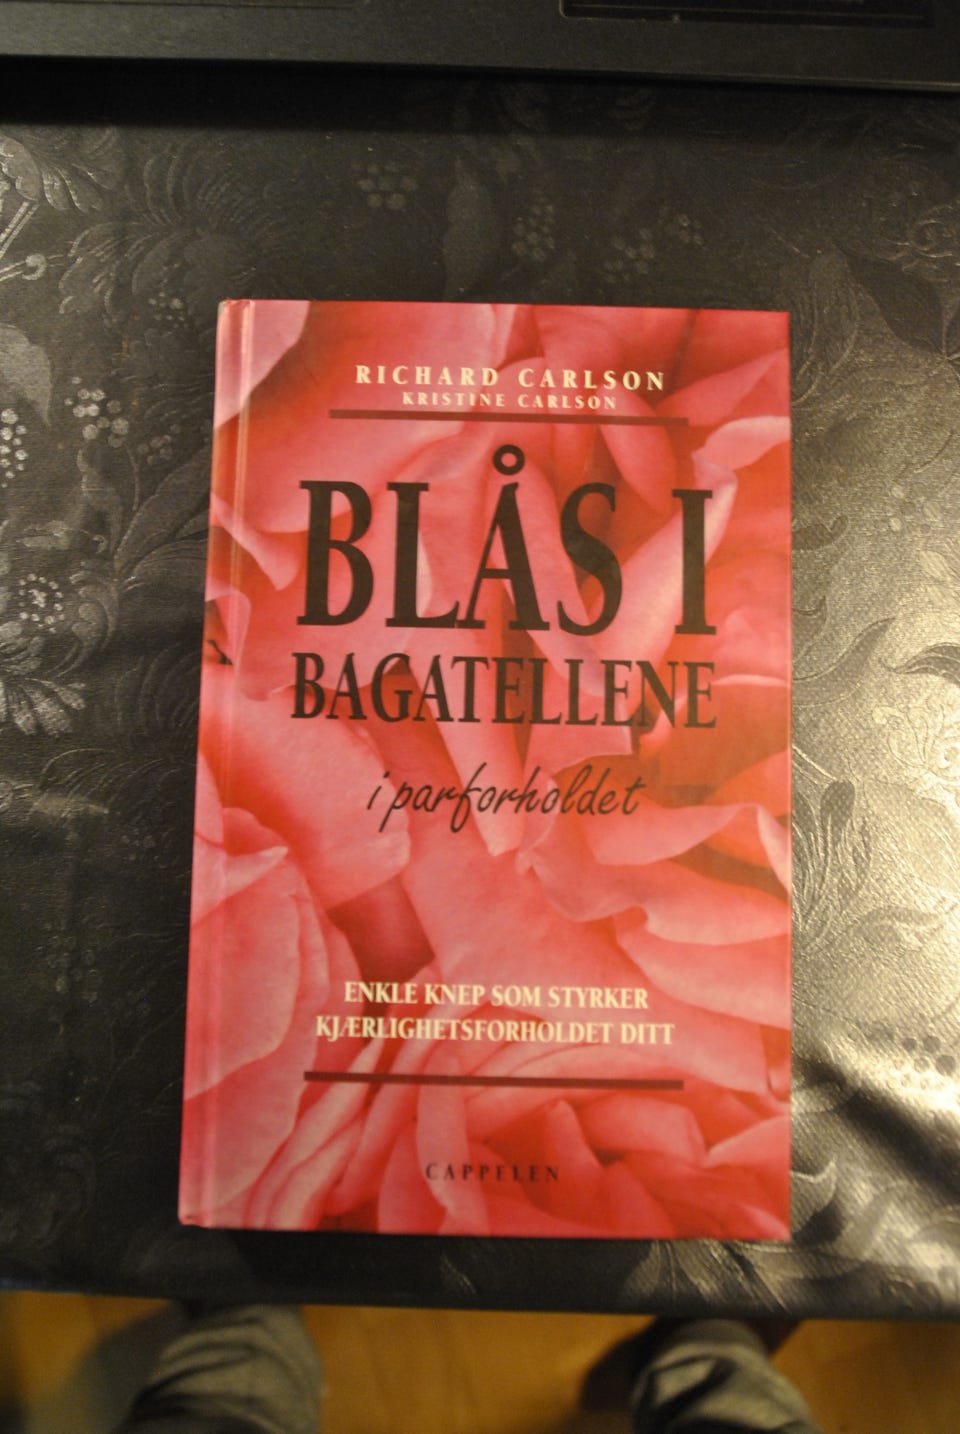 RICHARD CARLSON
KRISTINE CARLSON
BLÅS I
BAGATELLENE
i parforholdet
ENKLE KNEP SOM STYRKER
KJÆRLIGHETSFORHOLDET DITT
CAPPELEN